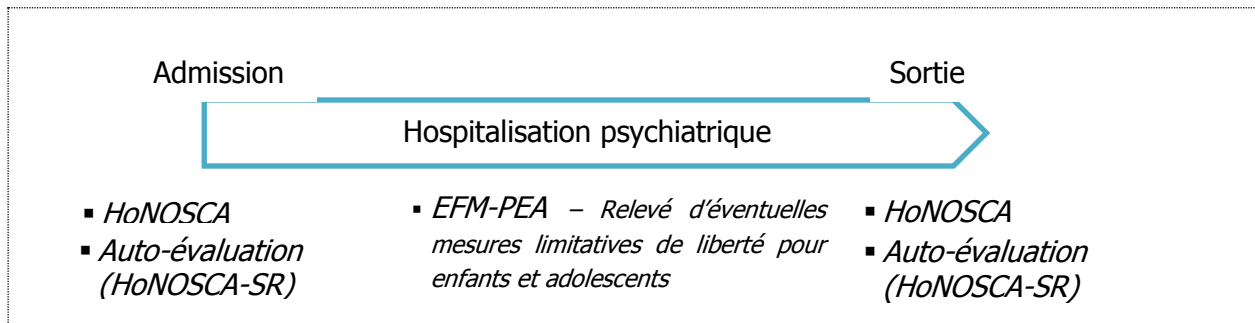 Admission
Sortie
Hospitalisation psychiatrique
▪ HoNOSCA
▪ Auto-évaluation
(HoNOSCA-SR)
▪ EFM-PEA – Relevé d'éventuelles
mesures limitatives de liberté pour
enfants et adolescents
▪ HoNOSCA
▪ Auto-évaluation
(HoNOSCA-SR)